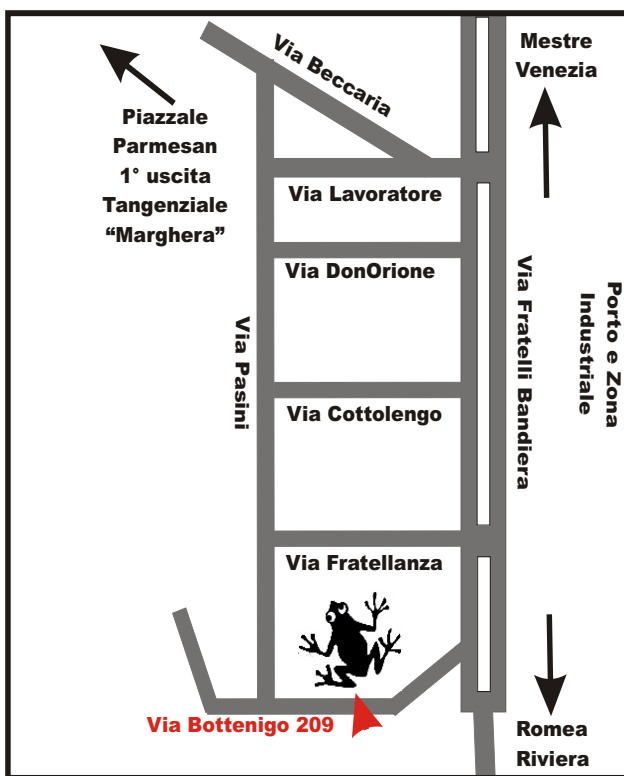 Mestre
Venezia
Via Beccaria
Piazzale
Parmesan
1° uscita
Tangenziale
“Marghera”
Via Lavoratore
Via DonOrione
Via Pasini
Via Fratelli Bandiera
Porto e Zona
Industriale
Via Cottolengo
Via Fratellanza
Via Bottenigo 209
Romea
Riviera